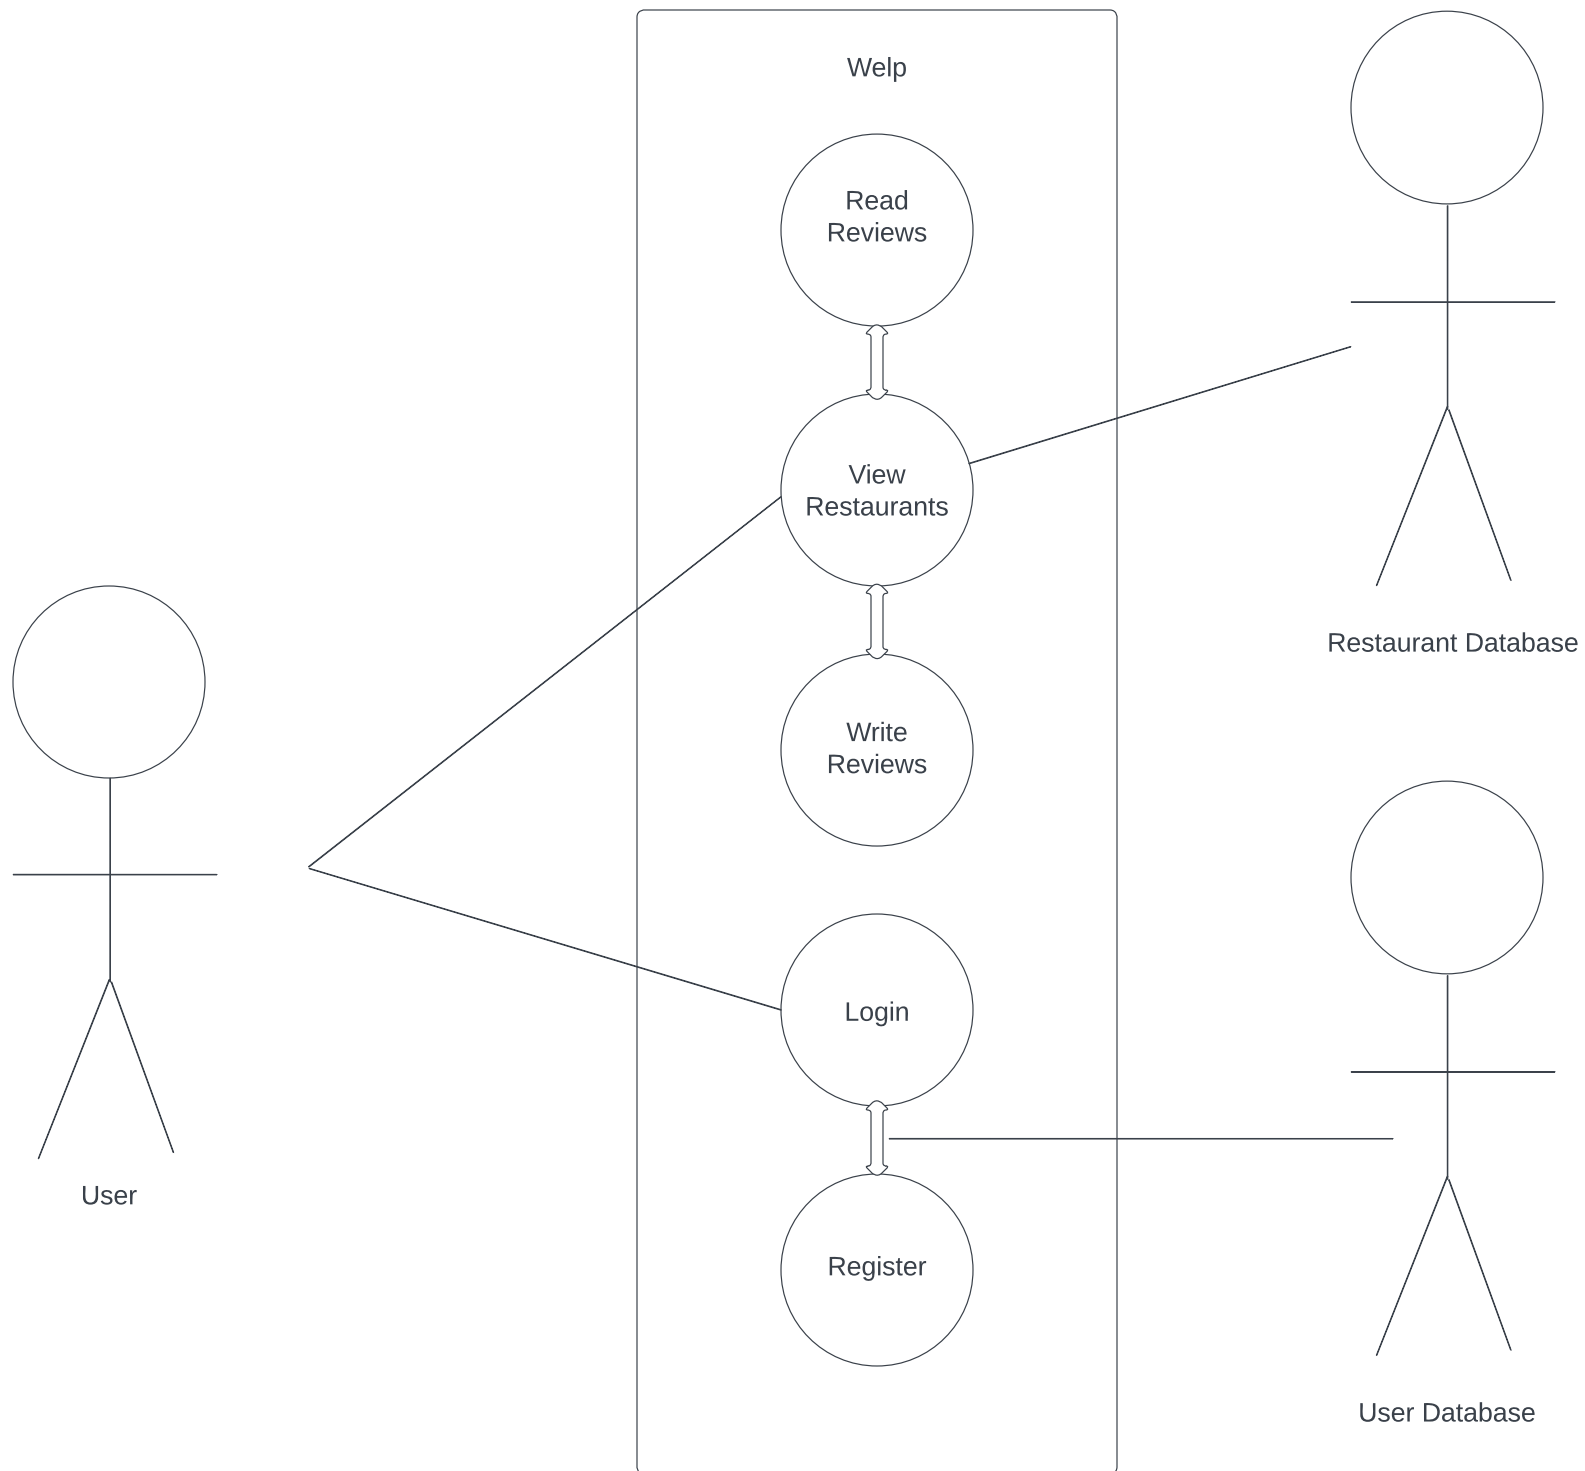 Welp
Read
Reviews
View
Restaurants
Restaurant Database
Write
Reviews
Login
User
Register
User Database